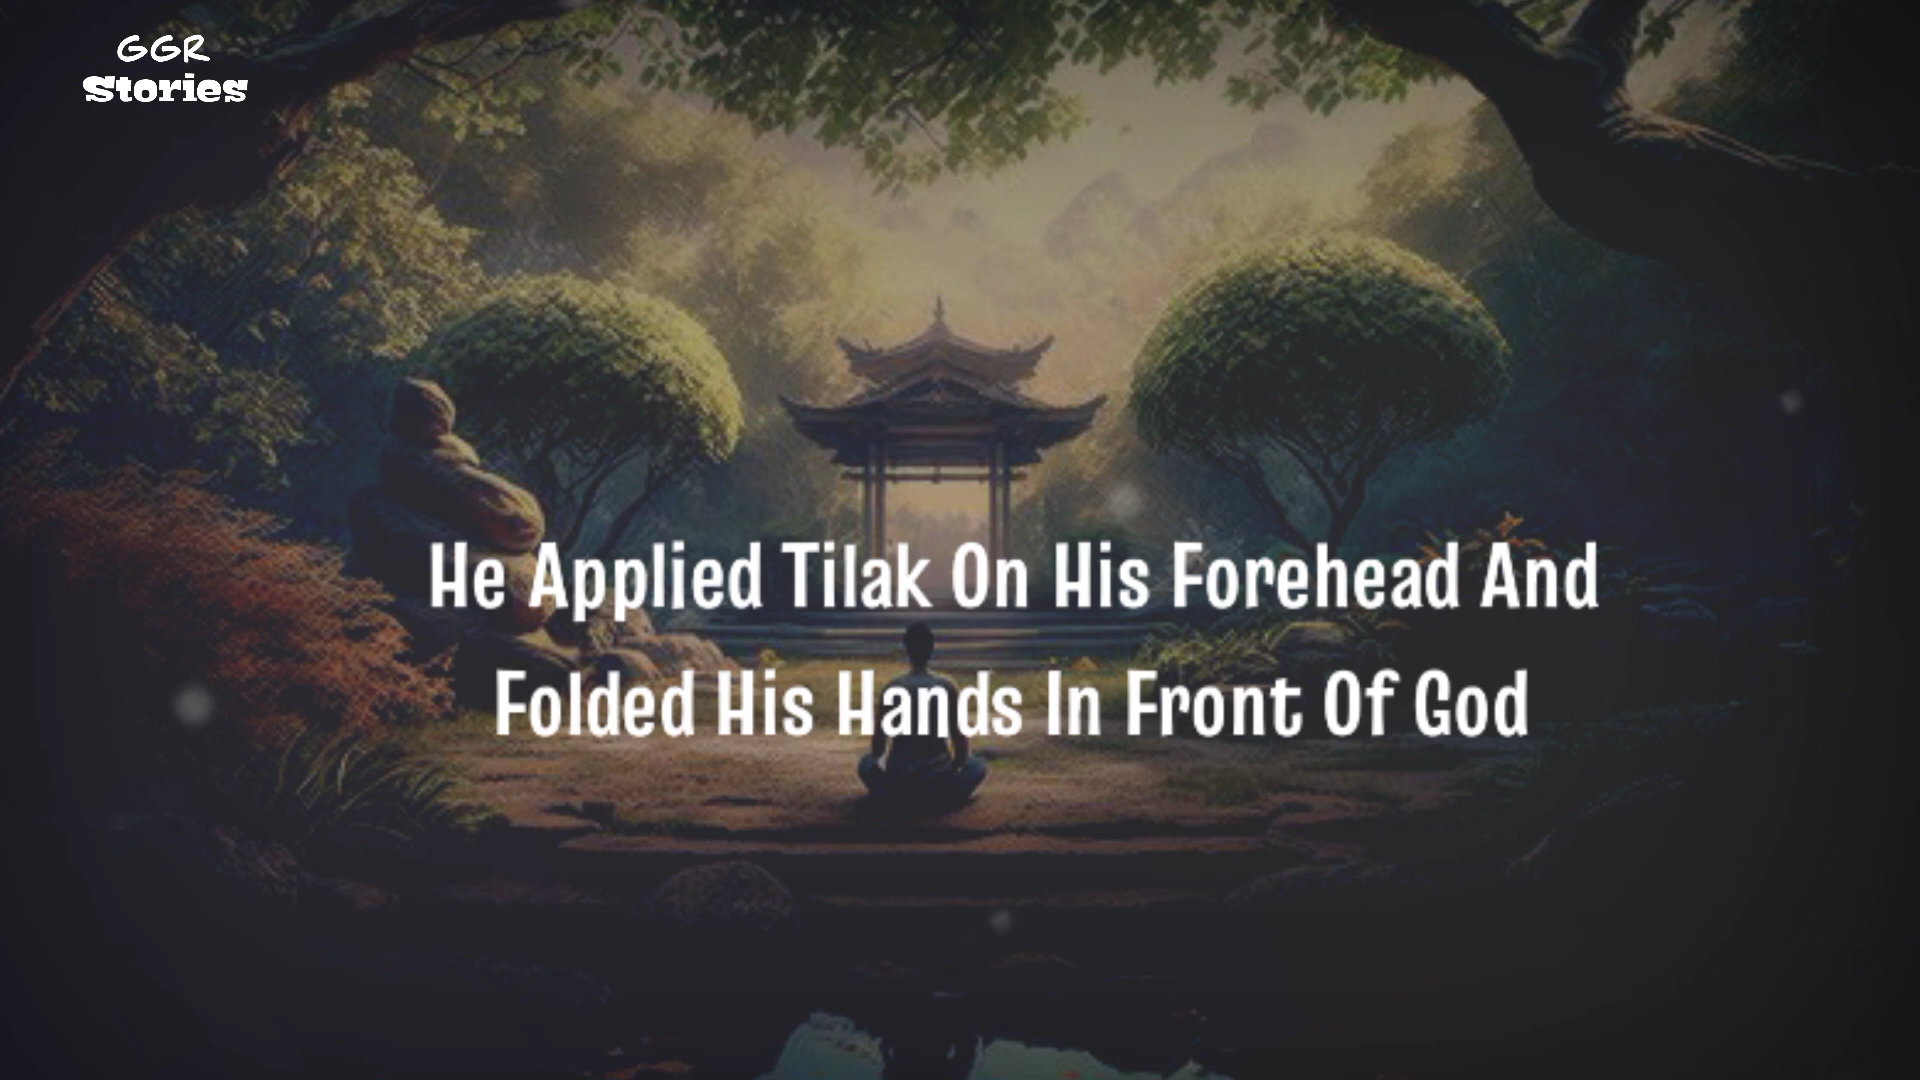 GGR
Stories
He Applied Tilak On His Forehead And
Folded His Hands In Front Of God